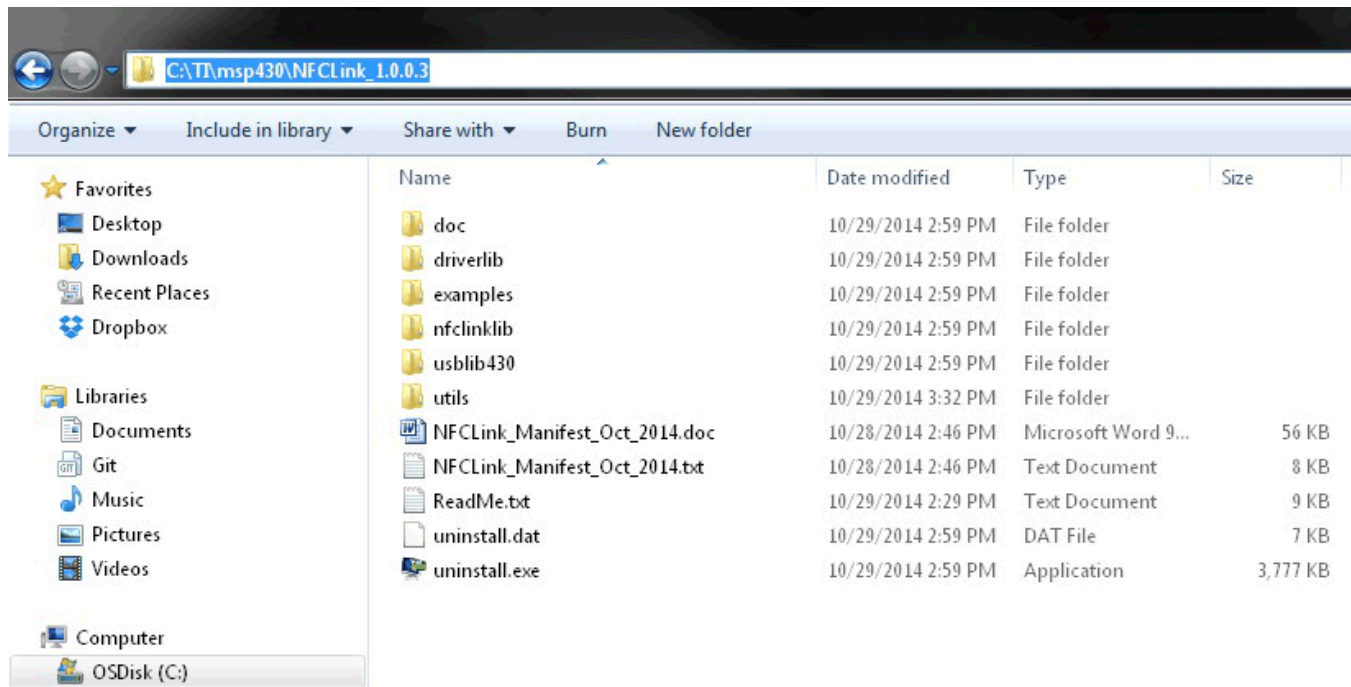 C:\TI\msp430\NFCLink_1.0.0.3
Organize Include in library Share with Burn New folder
Favorites
Desktop
Downloads
Recent Places
Dropbox
Libraries
Documents
Git
Music
Pictures
Videos
Computer
OSDisk (C:)
Name Date modified Type Size
doc 10/29/2014 2:59 PM File folder
driverlib 10/29/2014 2:59 PM File folder
examples 10/29/2014 2:59 PM File folder
nfclinklib 10/29/2014 2:59 PM File folder
usblib430 10/29/2014 2:59 PM File folder
utils 10/29/2014 3:32 PM File folder
NFCLink_Manifest_Oct_2014.doc 10/28/2014 2:46 PM Microsoft Word 9... 56 KB
NFCLink_Manifest_Oct_2014.txt 10/28/2014 2:46 PM Text Document 8 KB
ReadMe.txt 10/29/2014 2:29 PM Text Document 9 KB
uninstall.dat 10/29/2014 2:59 PM DAT File 7 KB
uninstall.exe 10/29/2014 2:59 PM Application 3,777 KB